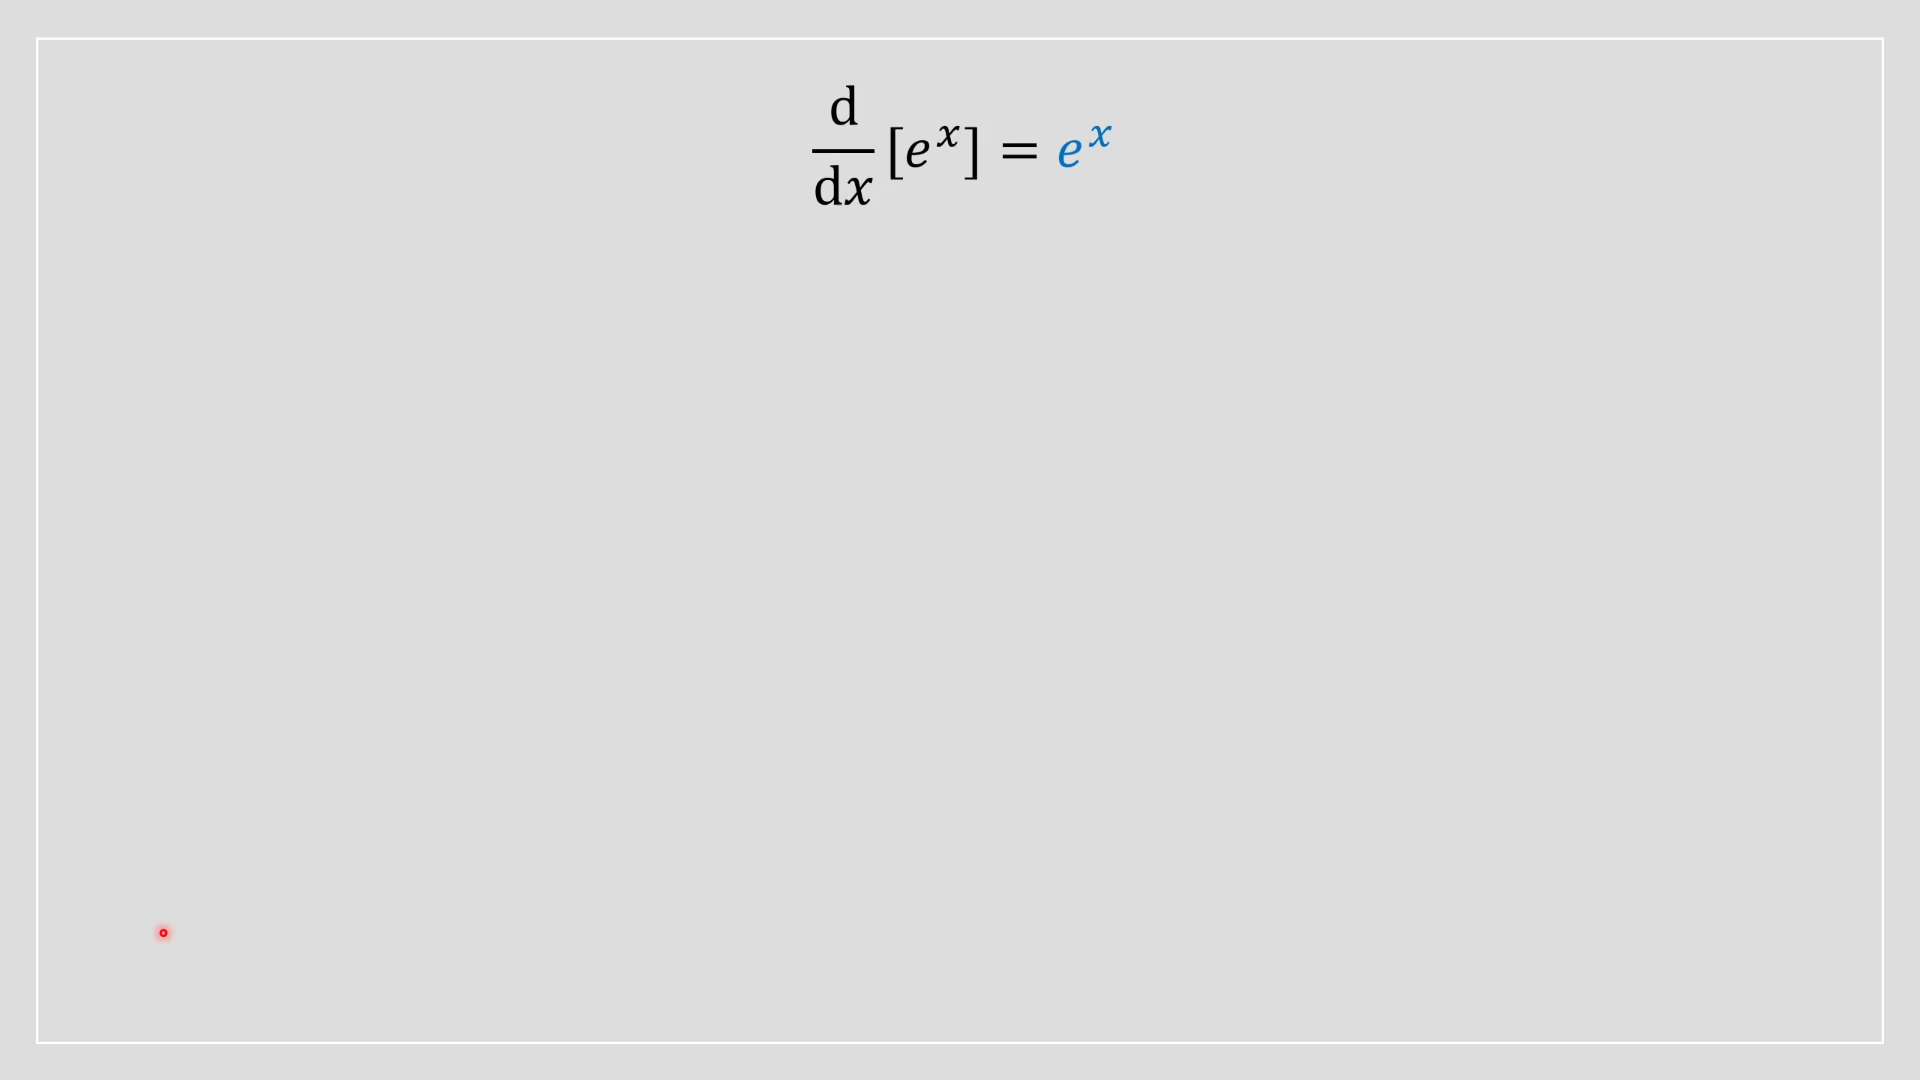 d/dx [e^x] = e^x